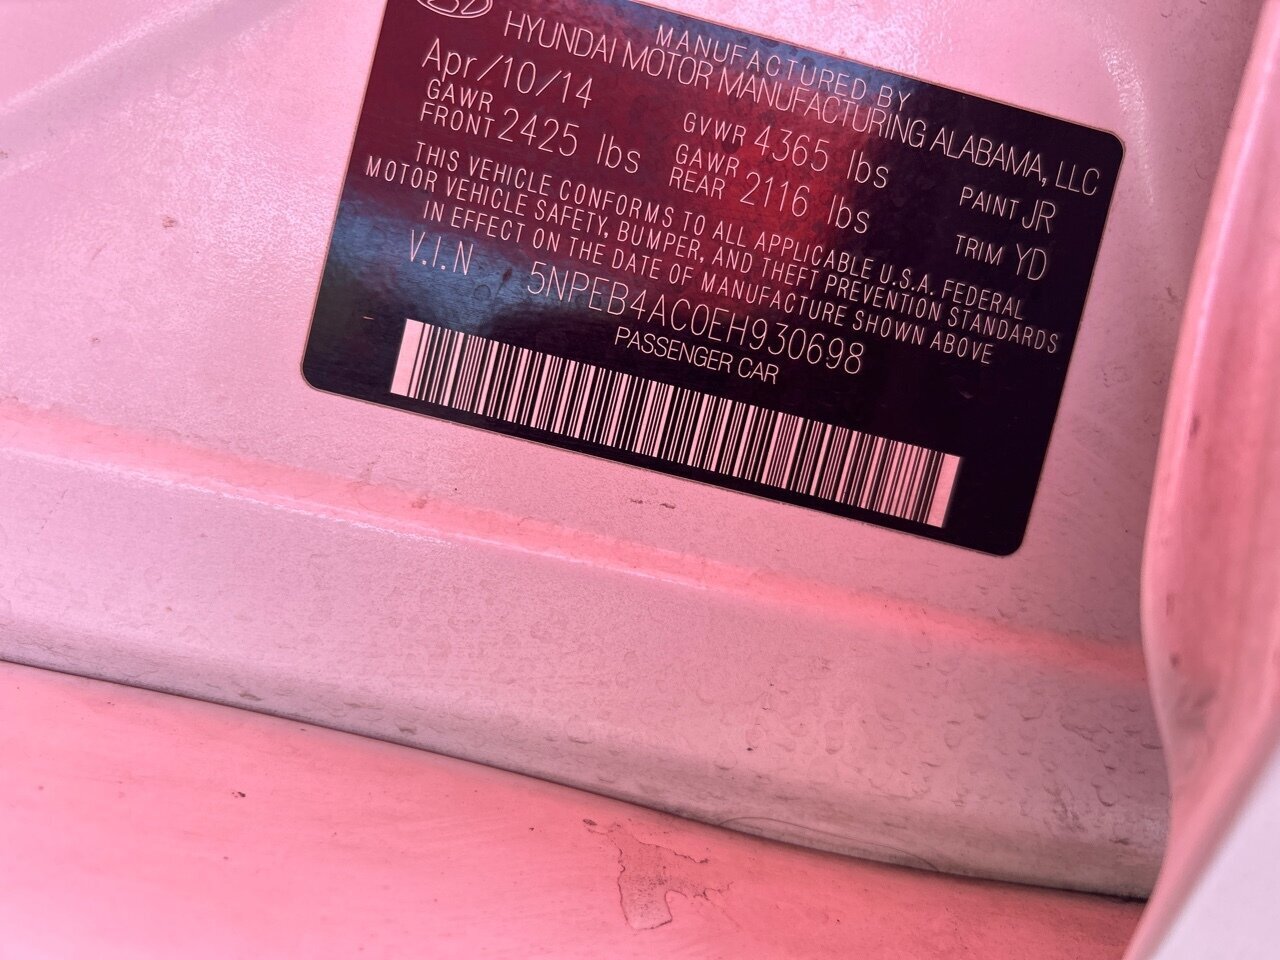 MANUFACTURED BY
HYUNDAI MOTOR MANUFACTURING ALABAMA, LLC
Apr/10/14 GVWR 4365 lbs PAINT JR
GAWR FRONT 2425 lbs GAWR REAR 2116 lbs TRIM YD
THIS VEHICLE CONFORMS TO ALL APPLICABLE U.S.A. FEDERAL
MOTOR VEHICLE SAFETY, BUMPER, AND THEFT PREVENTION STANDARDS
IN EFFECT ON THE DATE OF MANUFACTURE SHOWN ABOVE
V.I.N 5NPEB4AC0EH930698
PASSENGER CAR